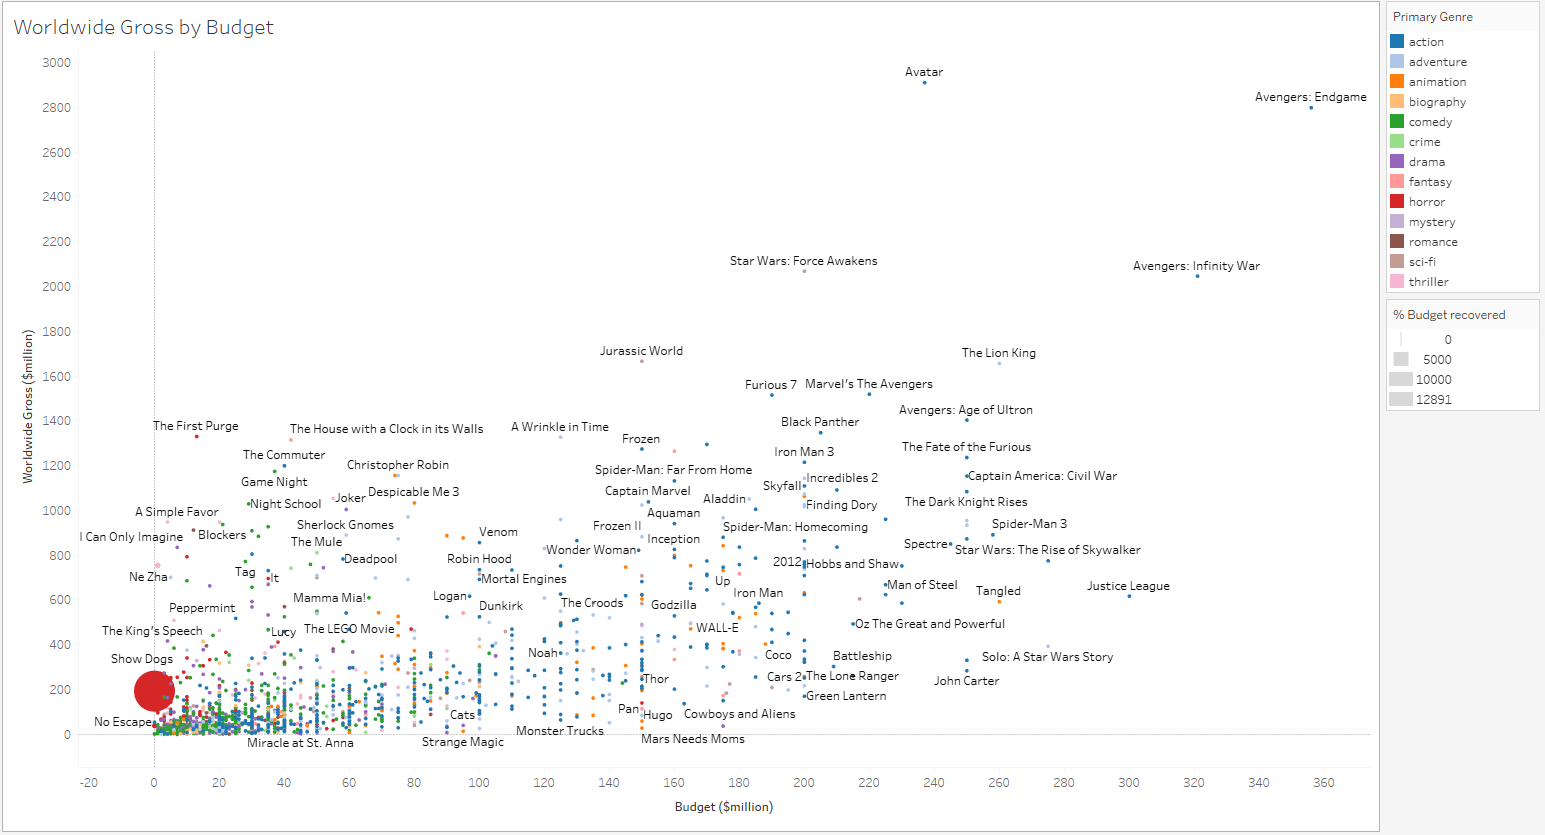 Worldwide Gross by Budget
3000
2800
2600
2400
2200
2000
1800
1600
1400
1200
1000
800
600
400
200
0
Worldwide Gross ($million)
Avatar
Avengers: Endgame
Star Wars: Force Awakens
Avengers: Infinity War
Jurassic World
The Lion King
Furious 7
Marvel's The Avengers
Avengers: Age of Ultron
Black Panther
The First Purge
The House with a Clock in its Walls
A Wrinkle in Time
Frozen
The Fate of the Furious
Iron Man 3
The Commuter
Christopher Robin
Spider-Man: Far From Home
Captain America: Civil War
Incredibles 2
Game Night
Skyfall
Despicable Me 3
Captain Marvel
Joker
Aladdin
The Dark Knight Rises
Night School
Finding Dory
A Simple Favor
Aquaman
Sherlock Gnomes
Frozen II
Spider-Man: Homecoming
Spider-Man 3
Venom
I Can Only Imagine
Blockers
The Mule
Inception
Spectre
Wonder Woman
Star Wars: The Rise of Skywalker
Deadpool
Robin Hood
2012
Hobbs and Shaw
Ne Zha
Tag
It
Mortal Engines
Up
Man of Steel
Justice League
Tangled
Iron Man
Mamma Mia!
Logan
Peppermint
Dunkirk
The Croods
Godzilla
The King's Speech
Lucy
The LEGO Movie
WALL-E
Oz The Great and Powerful
Show Dogs
Noah
Coco
Battleship
Solo: A Star Wars Story
Thor
Cars 2
The Lone Ranger
John Carter
Green Lantern
No Escape
Cats
Pan
Hugo
Cowboys and Aliens
Monster Trucks
Miracle at St. Anna
Strange Magic
Mars Needs Moms
-20 0 20 40 60 80 100 120 140 160 180 200 220 240 260 280 300 320 340 360
Budget ($million)
Primary Genre
action
adventure
animation
biography
comedy
crime
drama
fantasy
horror
mystery
romance
sci-fi
thriller
% Budget recovered
0
5000
10000
12891